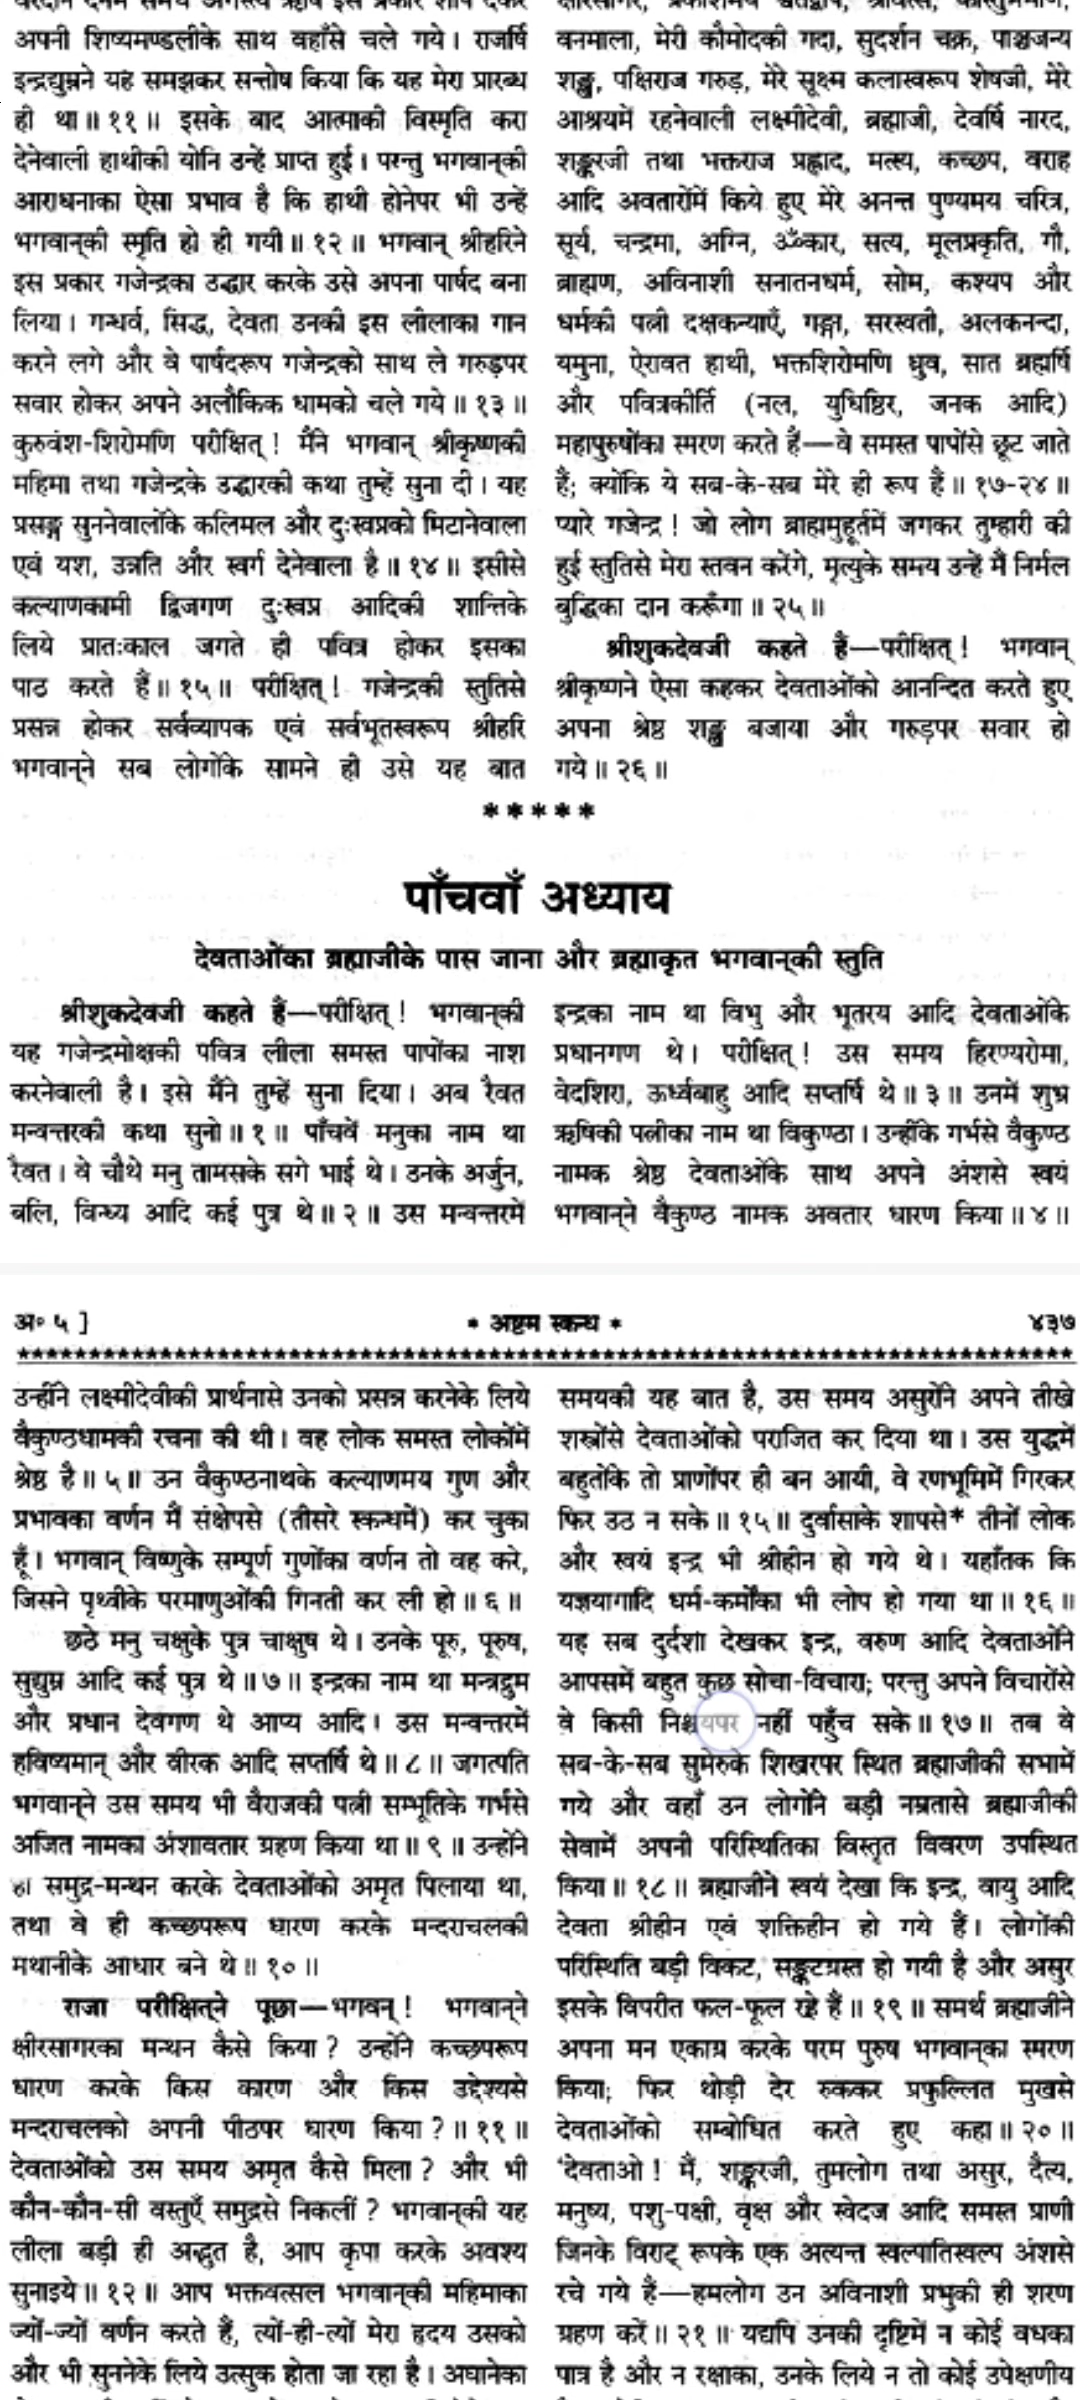 अपनी शिष्यमण्डलीके साथ वहाँसे चले गये। राजर्षि
इन्द्रद्युम्नने यह समझकर सन्तोष किया कि यह मेरा प्रारब्ध
ही था॥ ११॥ इसके बाद आत्माकी विस्मृति करा
देनेवाली हाथीकी योनि उन्हें प्राप्त हुई। परन्तु भगवान्‌की
आराधनाका ऐसा प्रभाव है कि हाथी होनेपर भी उन्हें
भगवान्‌की स्मृति हो ही गयी॥ १२॥ भगवान् श्रीहरिने
इस प्रकार गजेन्द्रका उद्धार करके उसे अपना पार्षद बना
लिया। गन्धर्व, सिद्ध, देवता उनकी इस लीलाका गान
करने लगे और वे पार्षदरूप गजेन्द्रको साथ ले गरुड़पर
सवार होकर अपने अलौकिक धामको चले गये॥ १३॥
कुरुवंश-शिरोमणि परीक्षित्! मैंने भगवान् श्रीकृष्णकी
महिमा तथा गजेन्द्रके उद्धारकी कथा तुम्हें सुना दी। यह
प्रसङ्ग सुननेवालोंके कलिमल और दुःस्वप्नको मिटानेवाला
एवं यश, उन्नति और स्वर्ग देनेवाला है॥ १४॥ इसीसे
कल्याणकामी द्विजगण दुःस्वप्न आदिकी शान्तिके
लिये प्रातःकाल जगते ही पवित्र होकर इसका
पाठ करते हैं॥ १५॥ परीक्षित्! गजेन्द्रकी स्तुतिसे
प्रसन्न होकर सर्वव्यापक एवं सर्वभूतस्वरूप श्रीहरि
भगवान्‌ने सब लोगोंके सामने ही उसे यह बात
क्षीरसागर, प्रकाशमय श्वेतद्वीप, श्रीवत्स, कौस्तुभमणि,
वनमाला, मेरी कौमोदकी गदा, सुदर्शन चक्र, पाञ्चजन्य
शङ्ख, पक्षिराज गरुड़, मेरे सूक्ष्म कलास्वरूप शेषजी, मेरे
आश्रयमें रहनेवाली लक्ष्मीदेवी, ब्रह्माजी, देवर्षि नारद,
शङ्करजी तथा भक्तराज प्रह्लाद, मत्स्य, कच्छप, वराह
आदि अवतारोंमें किये हुए मेरे अनन्त पुण्यमय चरित्र,
सूर्य, चन्द्रमा, अग्नि, ॐकार, सत्य, मूलप्रकृति, गौ,
ब्राह्मण, अविनाशी सनातनधर्म, सोम, कश्यप और
धर्मकी पत्नी दक्षकन्याएँ, गङ्गा, सरस्वती, अलकनन्दा,
यमुना, ऐरावत हाथी, भक्तशिरोमणि ध्रुव, सात ब्रह्मर्षि
और पवित्रकीर्ति (नल, युधिष्ठिर, जनक आदि)
महापुरुषोंका स्मरण करते हैं—वे समस्त पापोंसे छूट जाते
हैं; क्योंकि ये सब-के-सब मेरे ही रूप हैं॥ १७-२४॥
प्यारे गजेन्द्र! जो लोग ब्राह्ममुहूर्तमें जगकर तुम्हारी की
हुई स्तुतिसे मेरा स्तवन करेंगे, मृत्युके समय उन्हें मैं निर्मल
बुद्धिका दान करूँगा॥ २५॥
श्रीशुकदेवजी कहते हैं—परीक्षित्! भगवान्
श्रीकृष्णने ऐसा कहकर देवताओंको आनन्दित करते हुए
अपना श्रेष्ठ शङ्ख बजाया और गरुड़पर सवार हो
गये॥ २६॥
*****
पाँचवाँ अध्याय
देवताओंका ब्रह्माजीके पास जाना और ब्रह्माकृत भगवान्‌की स्तुति
श्रीशुकदेवजी कहते हैं—परीक्षित्! भगवान्‌की
यह गजेन्द्रमोक्षकी पवित्र लीला समस्त पापोंका नाश
करनेवाली है। इसे मैंने तुम्हें सुना दिया। अब रैवत
मन्वन्तरकी कथा सुनो॥ १॥ पाँचवें मनुका नाम था
रैवत। वे चौथे मनु तामसके सगे भाई थे। उनके अर्जुन,
बलि, विन्ध्य आदि कई पुत्र थे॥ २॥ उस मन्वन्तरमें
इन्द्रका नाम था विभु और भूतरय आदि देवताओंके
प्रधानगण थे। परीक्षित्! उस समय हिरण्यरोमा,
वेदशिरा, ऊर्ध्वबाहु आदि सप्तर्षि थे॥ ३॥ उनमें शुभ्र
ऋषिकी पत्नीका नाम था विकुण्ठा। उन्हींके गर्भसे वैकुण्ठ
नामक श्रेष्ठ देवताओंके साथ अपने अंशसे स्वयं
भगवान्‌ने वैकुण्ठ नामक अवतार धारण किया॥ ४॥
अ॰ ५ ]
* अष्टम स्कन्ध *
४३७
उन्हींने लक्ष्मीदेवीकी प्रार्थनासे उनको प्रसन्न करनेके लिये
वैकुण्ठधामकी रचना की थी। वह लोक समस्त लोकोंमें
श्रेष्ठ है॥ ५॥ उन वैकुण्ठनाथके कल्याणमय गुण और
प्रभावका वर्णन मैं संक्षेपसे (तीसरे स्कन्धमें) कर चुका
हूँ। भगवान् विष्णुके सम्पूर्ण गुणोंका वर्णन तो वह करे,
जिसने पृथ्वीके परमाणुओंकी गिनती कर ली हो॥ ६॥
छठे मनु चक्षुके पुत्र चाक्षुष थे। उनके पूरु, पूरुष,
सुद्युम्न आदि कई पुत्र थे॥ ७॥ इन्द्रका नाम था मन्त्रद्रुम
और प्रधान देवगण थे आप्य आदि। उस मन्वन्तरमें
हविष्यमान् और वीरक आदि सप्तर्षि थे॥ ८॥ जगत्पति
भगवान्‌ने उस समय भी वैराजकी पत्नी सम्भूतिके गर्भसे
अजित नामका अंशावतार ग्रहण किया था॥ ९॥ उन्होंने
ही समुद्र-मन्थन करके देवताओंको अमृत पिलाया था,
तथा वे ही कच्छपरूप धारण करके मन्दराचलकी
मथानीके आधार बने थे॥ १०॥
राजा परीक्षित्‌ने पूछा—भगवन्! भगवान्‌ने
क्षीरसागरका मन्थन कैसे किया? उन्होंने कच्छपरूप
धारण करके किस कारण और किस उद्देश्यसे
मन्दराचलको अपनी पीठपर धारण किया?॥ ११॥
देवताओंको उस समय अमृत कैसे मिला? और भी
कौन-कौन-सी वस्तुएँ समुद्रसे निकलीं? भगवान्‌की यह
लीला बड़ी ही अद्भुत है, आप कृपा करके अवश्य
सुनाइये॥ १२॥ आप भक्तवत्सल भगवान्‌की महिमाका
ज्यों-ज्यों वर्णन करते हैं, त्यों-ही-त्यों मेरा हृदय उसको
और भी सुननेके लिये उत्सुक होता जा रहा है। अघानेका
समयकी यह बात है, उस समय असुरोंने अपने तीखे
शस्त्रोंसे देवताओंको पराजित कर दिया था। उस युद्धमें
बहुतोंके तो प्राणोंपर ही बन आयी, वे रणभूमिमें गिरकर
फिर उठ न सके॥ १५॥ दुर्वासाके शापसे* तीनों लोक
और स्वयं इन्द्र भी श्रीहीन हो गये थे। यहाँतक कि
यज्ञयागादि धर्म-कर्मोंका भी लोप हो गया था॥ १६॥
यह सब दुर्दशा देखकर इन्द्र, वरुण आदि देवताओंने
आपसमें बहुत कुछ सोचा-विचारा; परन्तु अपने विचारोंसे
वे किसी निश्चयपर नहीं पहुँच सके॥ १७॥ तब वे
सब-के-सब सुमेरुके शिखरपर स्थित ब्रह्माजीकी सभामें
गये और वहाँ उन लोगोंने बड़ी नम्रतासे ब्रह्माजीकी
सेवामें अपनी परिस्थितिका विस्तृत विवरण उपस्थित
किया॥ १८॥ ब्रह्माजीने स्वयं देखा कि इन्द्र, वायु आदि
देवता श्रीहीन एवं शक्तिहीन हो गये हैं। लोगोंकी
परिस्थिति बड़ी विकट, सङ्कटग्रस्त हो गयी है और असुर
इसके विपरीत फल-फूल रहे हैं॥ १९॥ समर्थ ब्रह्माजीने
अपना मन एकाग्र करके परम पुरुष भगवान्‌का स्मरण
किया; फिर थोड़ी देर रुककर प्रफुल्लित मुखसे
देवताओंको सम्बोधित करते हुए कहा॥ २०॥
‘देवताओ! मैं, शङ्करजी, तुमलोग तथा असुर, दैत्य,
मनुष्य, पशु-पक्षी, वृक्ष और स्वेदज आदि समस्त प्राणी
जिनके विराट् रूपके एक अत्यन्त स्वल्पातिस्वल्प अंशसे
रचे गये हैं—हमलोग उन अविनाशी प्रभुकी ही शरण
ग्रहण करें॥ २१॥ यद्यपि उनकी दृष्टिमें न कोई वधका
पात्र है और न रक्षाका, उनके लिये न तो कोई उपेक्षणीय